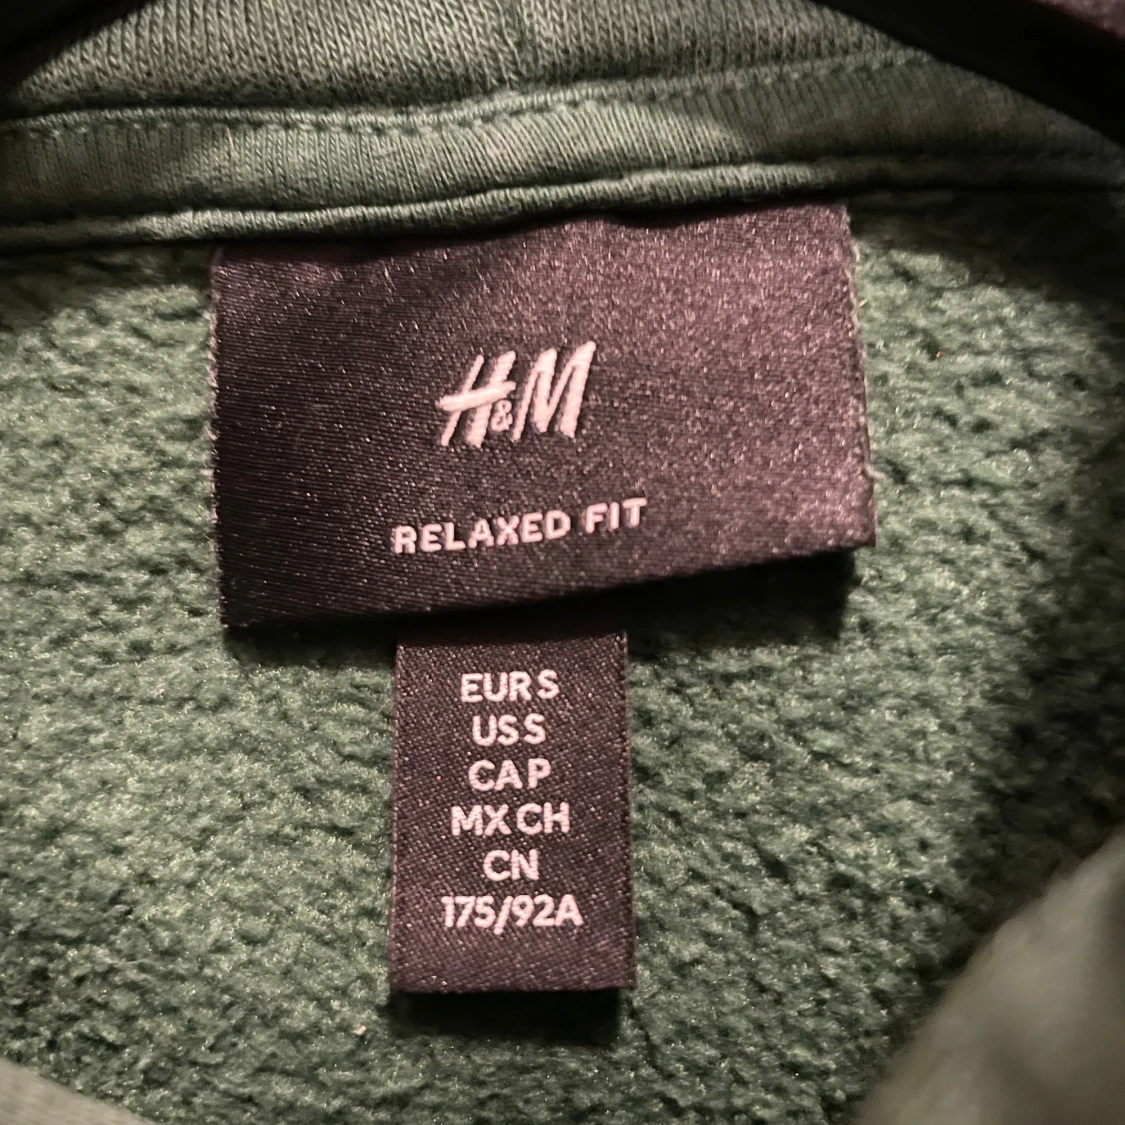 H&M
RELAXED FIT
EUR S
US S
CA P
MX CH
CN
175/92A